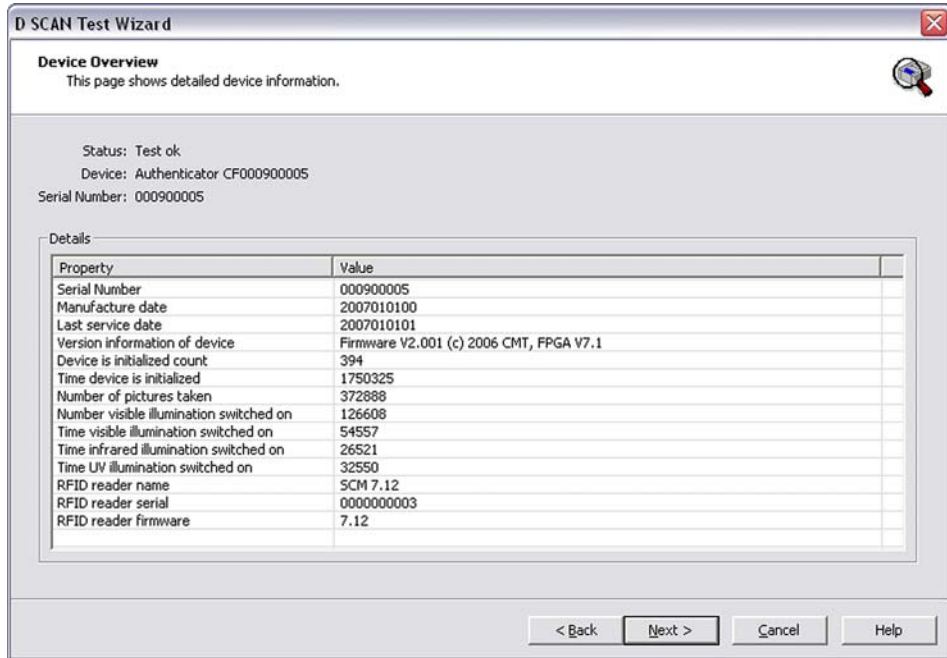 D SCAN Test Wizard
Device Overview
This page shows detailed device information.
Status: Test ok
Device: Authenticator CF000900005
Serial Number: 000900005
Details
Property Value
Serial Number 000900005
Manufacture date 2007010100
Last service date 2007010101
Version information of device Firmware V2.001 (c) 2006 CMT, FPGA V7.1
Device is initialized count 394
Time device is initialized 1750325
Number of pictures taken 372888
Number visible illumination switched on 126608
Time visible illumination switched on 54557
Time infrared illumination switched on 26521
Time UV illumination switched on 32550
RFID reader name SCM 7.12
RFID reader serial 0000000003
RFID reader firmware 7.12
< Back Next > Cancel Help